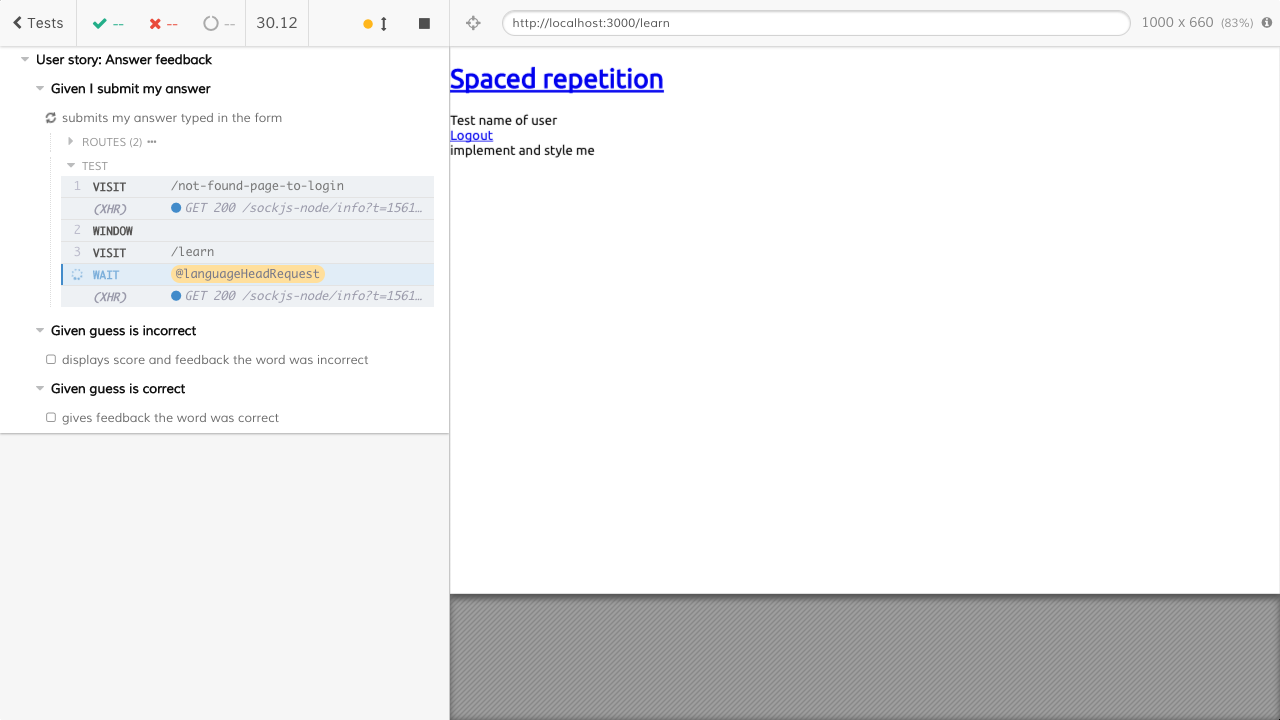 Tests
--
--
--
30.12
http://localhost:3000/learn
1000 x 660 (83%)
User story: Answer feedback
Given I submit my answer
submits my answer typed in the form
ROUTES (2)
TEST
1 VISIT /not-found-page-to-login
(XHR) GET 200 /sockjs-node/info?t=1561…
2 WINDOW
3 VISIT /learn
WAIT @languageHeadRequest
(XHR) GET 200 /sockjs-node/info?t=1561…
Given guess is incorrect
displays score and feedback the word was incorrect
Given guess is correct
gives feedback the word was correct
Spaced repetition
Test name of user
Logout
implement and style me